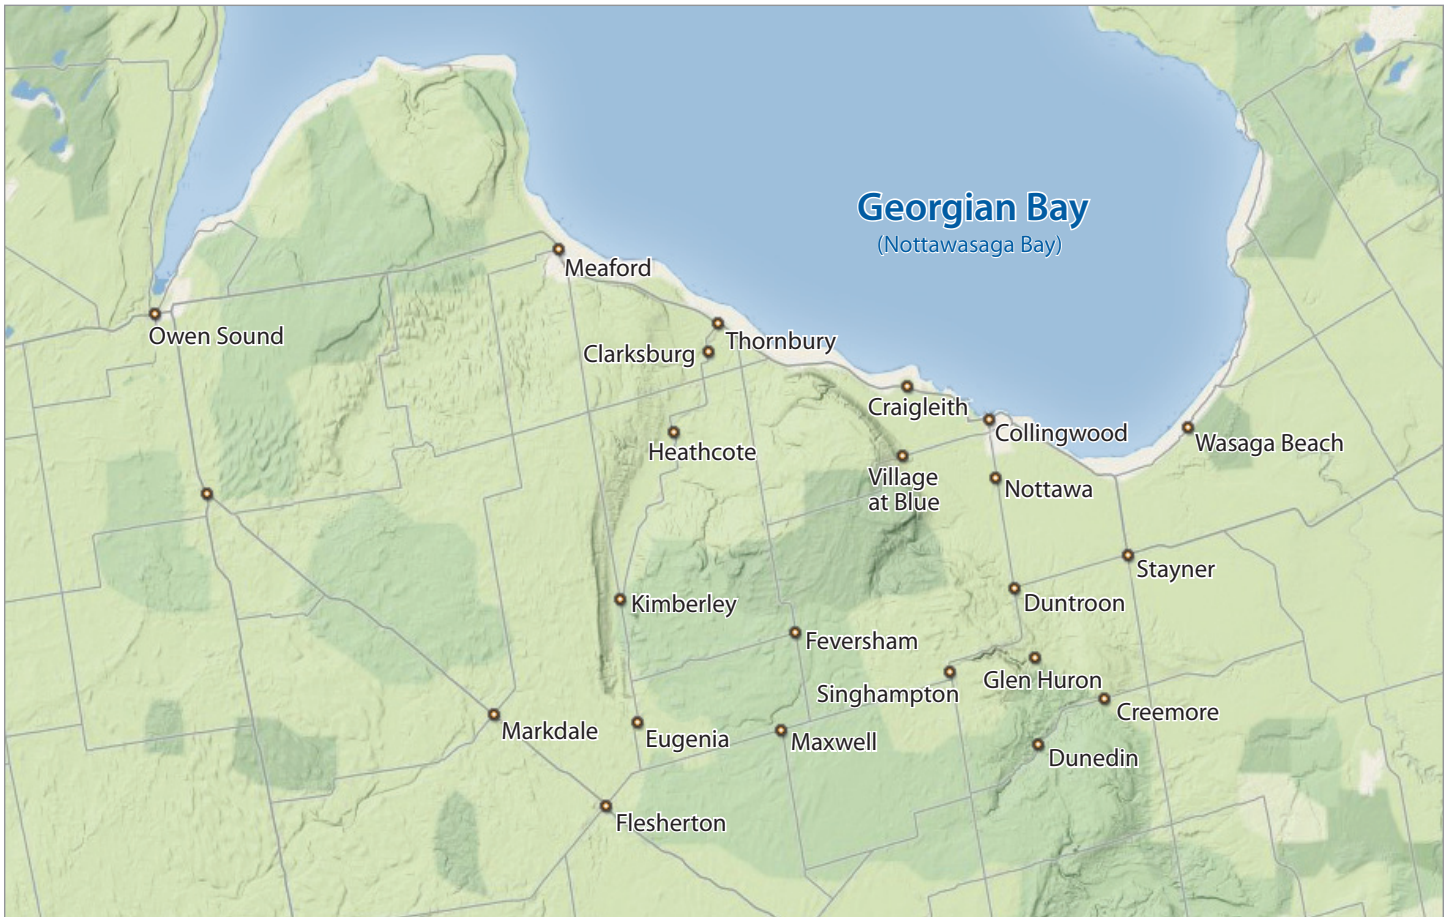 Georgian Bay
(Nottawasaga Bay)
Meaford
Owen Sound
Thornbury
Clarksburg
Craigleith
Collingwood
Wasaga Beach
Heathcote
Village
at Blue
Nottawa
Stayner
Kimberley
Duntroon
Feversham
Glen Huron
Singhampton
Creemore
Markdale
Eugenia
Maxwell
Dunedin
Flesherton